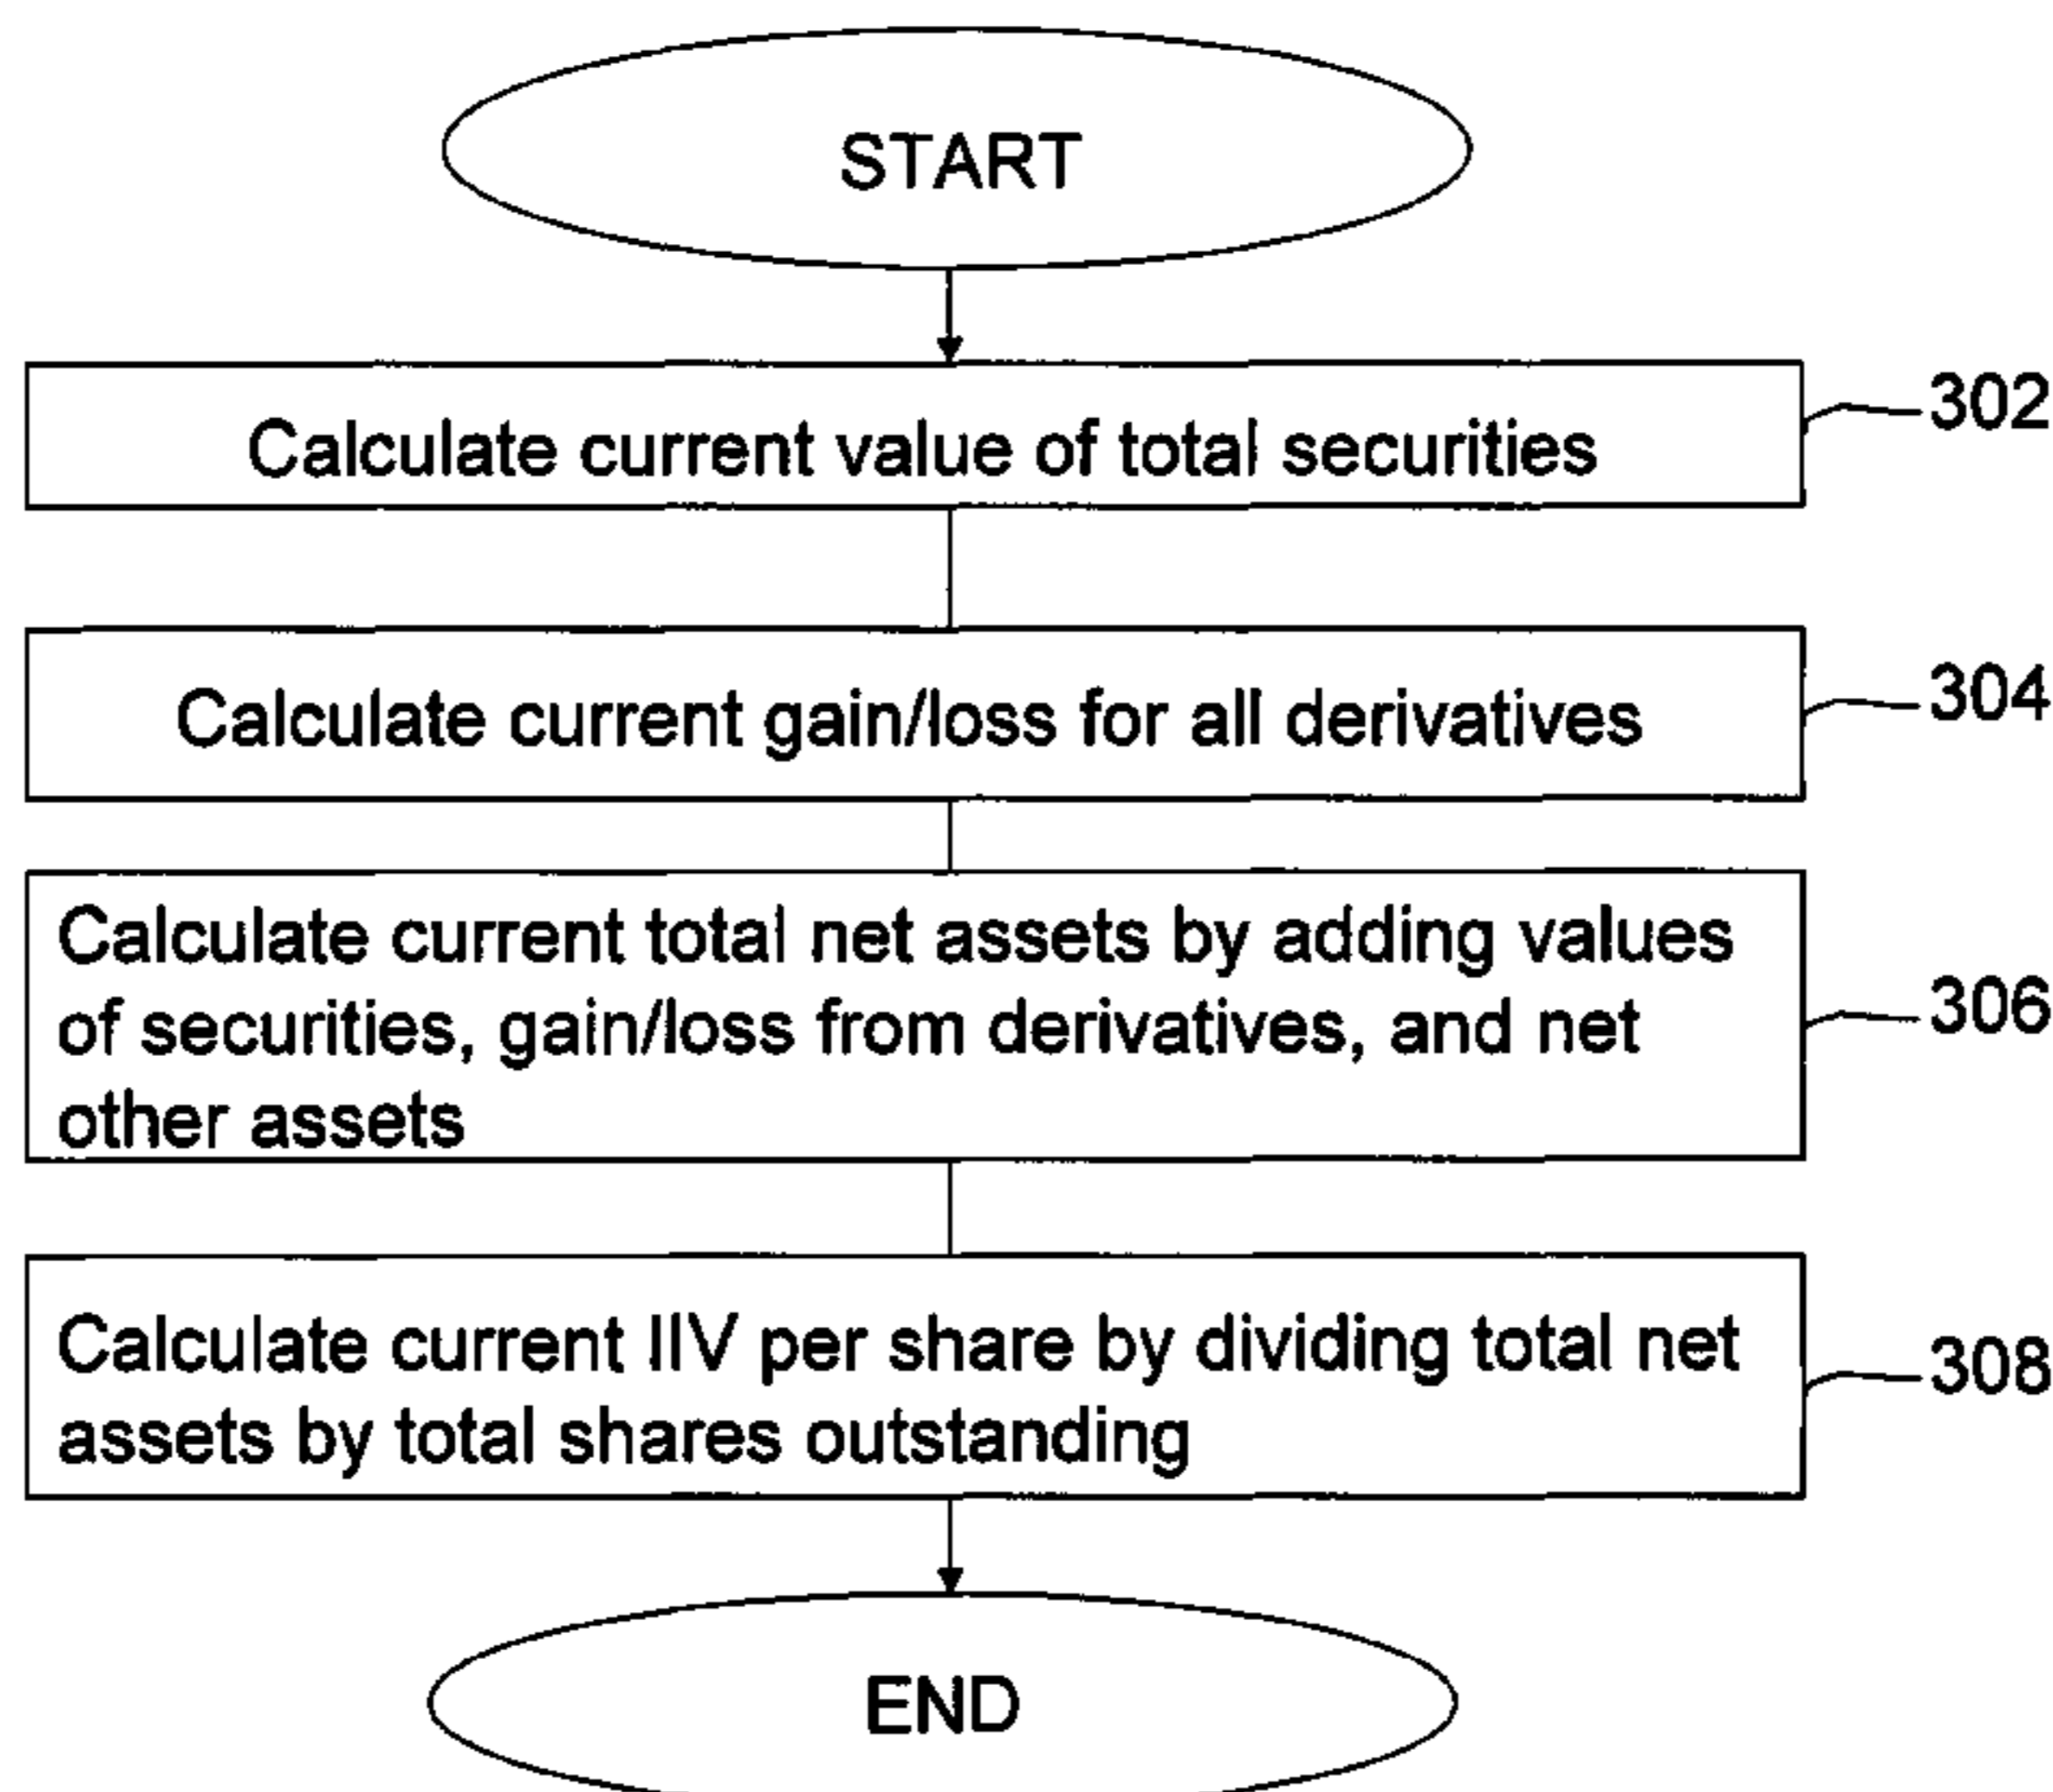 START
Calculate current value of total securities
302
Calculate current gain/loss for all derivatives
304
Calculate current total net assets by adding values
of securities, gain/loss from derivatives, and net
other assets
306
Calculate current IIV per share by dividing total net
assets by total shares outstanding
308
END